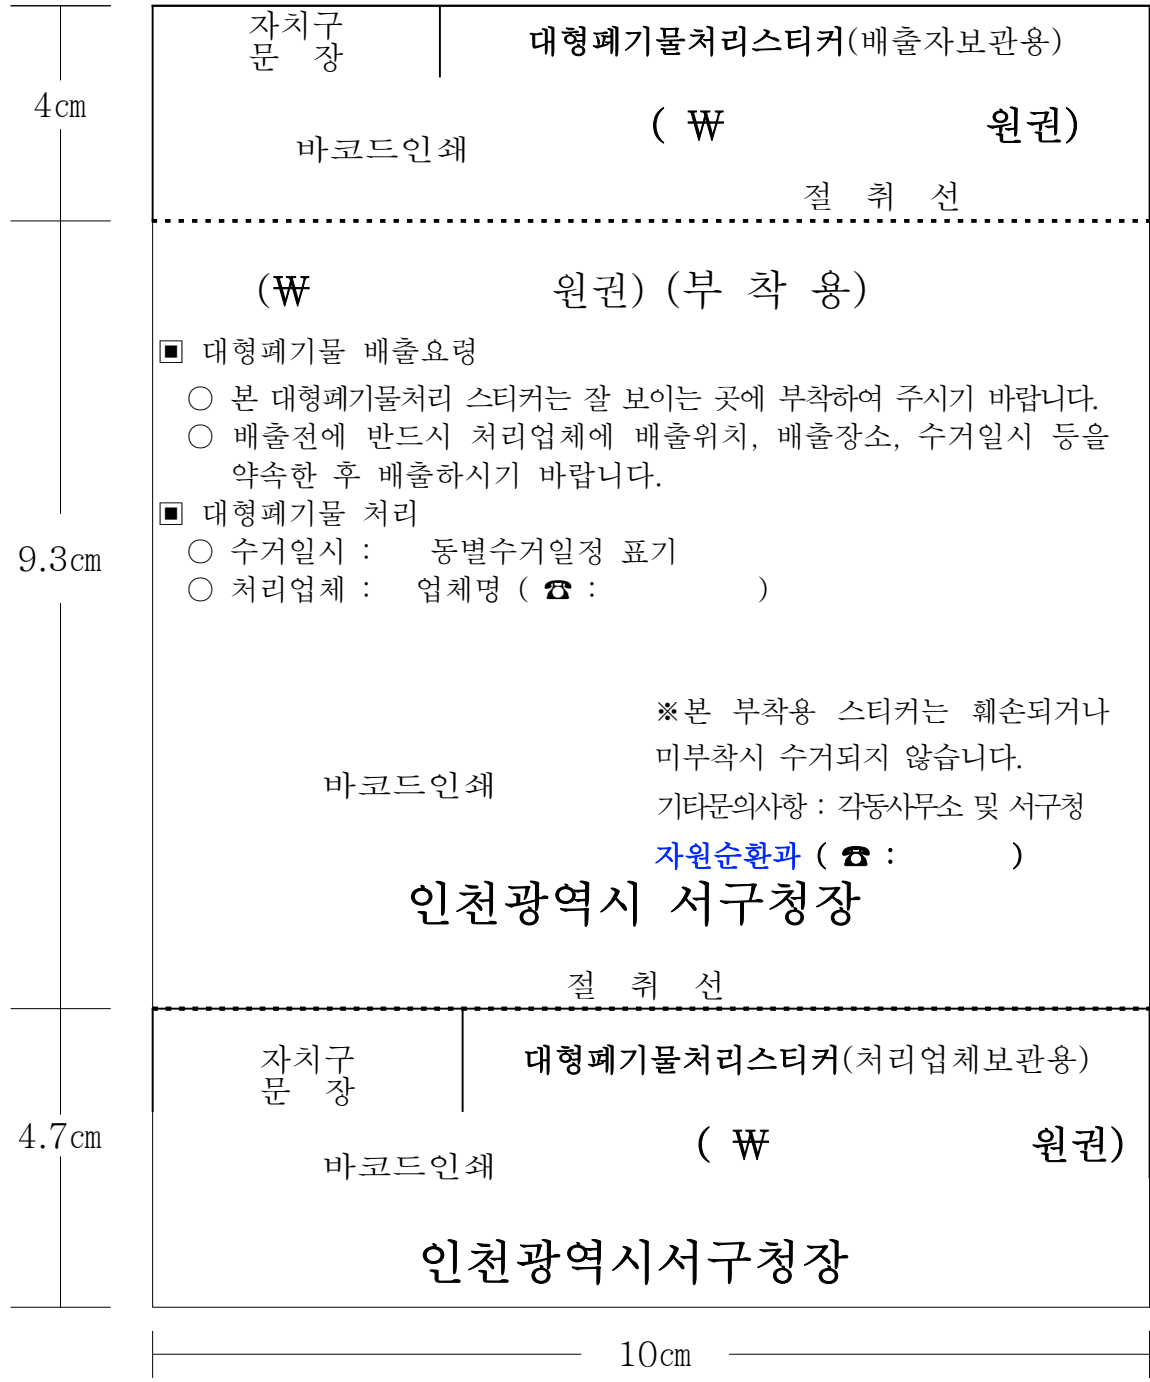 자치구
문 장
대형폐기물처리스티커(배출자보관용)
4㎝
( ₩ 원권)
바코드인쇄
절 취 선
(₩ 원권) (부 착 용)
▣ 대형폐기물 배출요령
○ 본 대형폐기물처리 스티커는 잘 보이는 곳에 부착하여 주시기 바랍니다.
○ 배출전에 반드시 처리업체에 배출위치, 배출장소, 수거일시 등을
약속한 후 배출하시기 바랍니다.
▣ 대형폐기물 처리
○ 수거일시 : 동별수거일정 표기
○ 처리업체 : 업체명 ( ☎ : )
9.3㎝
※본 부착용 스티커는 훼손되거나
미부착시 수거되지 않습니다.
바코드인쇄
기타문의사항 : 각동사무소 및 서구청
자원순환과 ( ☎ : )
인천광역시 서구청장
절 취 선
자치구
문 장
대형폐기물처리스티커(처리업체보관용)
4.7㎝
( ₩ 원권)
바코드인쇄
인천광역시서구청장
10㎝